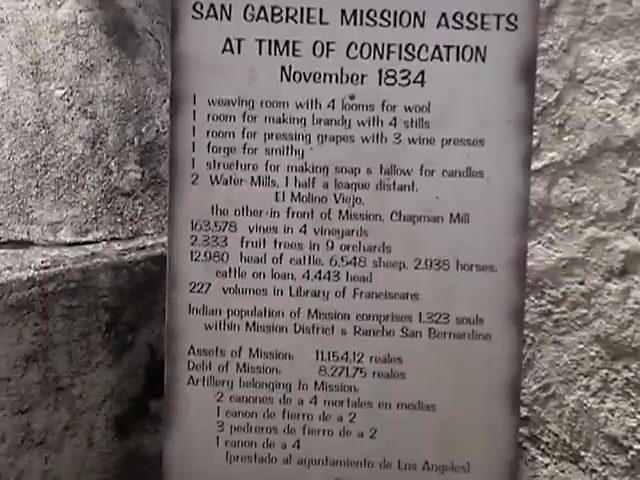 SAN GABRIEL MISSION ASSETS
AT TIME OF CONFISCATION
November 1834
1 weaving room with 4 looms for wool
1 room for making brandy with 4 stills
1 room for pressing grapes with 3 wine presses
1 forge for smithy
1 structure for making soap & tallow for candles
2 Water Mills, 1 half a league distant,
El Molino Viejo,
the other in front of Mission, Chapman Mill
163,578 vines in 4 vineyards
2,333 fruit trees in 9 orchards
12,980 head of cattle, 6,548 sheep, 2,938 horses,
cattle on loan, 4,443 head
227 volumes in Library of Franciscans
Indian population of Mission comprises 1,323 souls
within Mission District & Rancho San Bernardino
Assets of Mission: 11,154.12 reales
Debt of Mission: 8,271.75 reales
Artillery belonging to Mission:
2 canones de a 4 mortales en medias
1 canon de fierro de a 2
3 pedreros de fierro de a 2
1 canon de a 4
(prestado al ayuntamiento de Los Angeles)